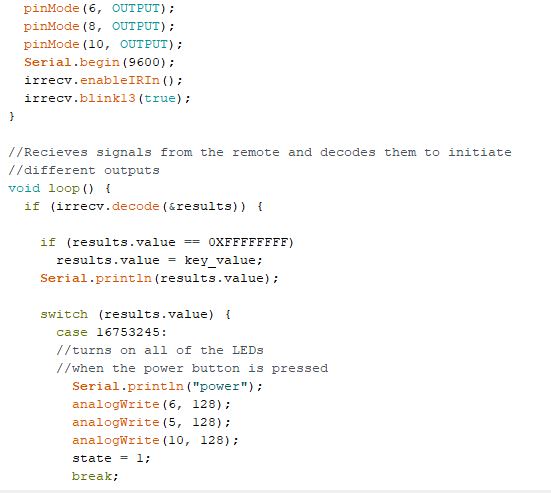 pinMode(6, OUTPUT);
pinMode(8, OUTPUT);
pinMode(10, OUTPUT);
Serial.begin(9600);
irrecv.enableIRIn();
irrecv.blink13(true);
}
//Recieves signals from the remote and decodes them to initiate
//different outputs
void loop() {
if (irrecv.decode(&results)) {
if (results.value == 0XFFFFFFFF)
results.value = key_value;
Serial.println(results.value);
switch (results.value) {
case 16753245:
//turns on all of the LEDs
//when the power button is pressed
Serial.println("power");
analogWrite(6, 128);
analogWrite(5, 128);
analogWrite(10, 128);
state = 1;
break;